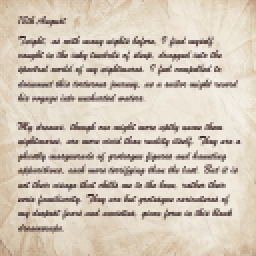 18th August
Tonight, as with many nights before, I find myself
caught in the inky tendrils of sleep, dragged into the
spectral world of my nightmares. I feel compelled to
document this torturous journey, as a sailor might record
his voyage into uncharted waters.
My dreams, though one might more aptly name them
nightmares, are more vivid than reality itself. They are a
ghostly masquerade of grotesque figures and haunting
apparitions, each more terrifying than the last. But it is
not their visage that chills me to the bone, rather their
eerie familiarity. They are but grotesque caricatures of
my deepest fears and anxieties, given form in this bleak
dreamscape.